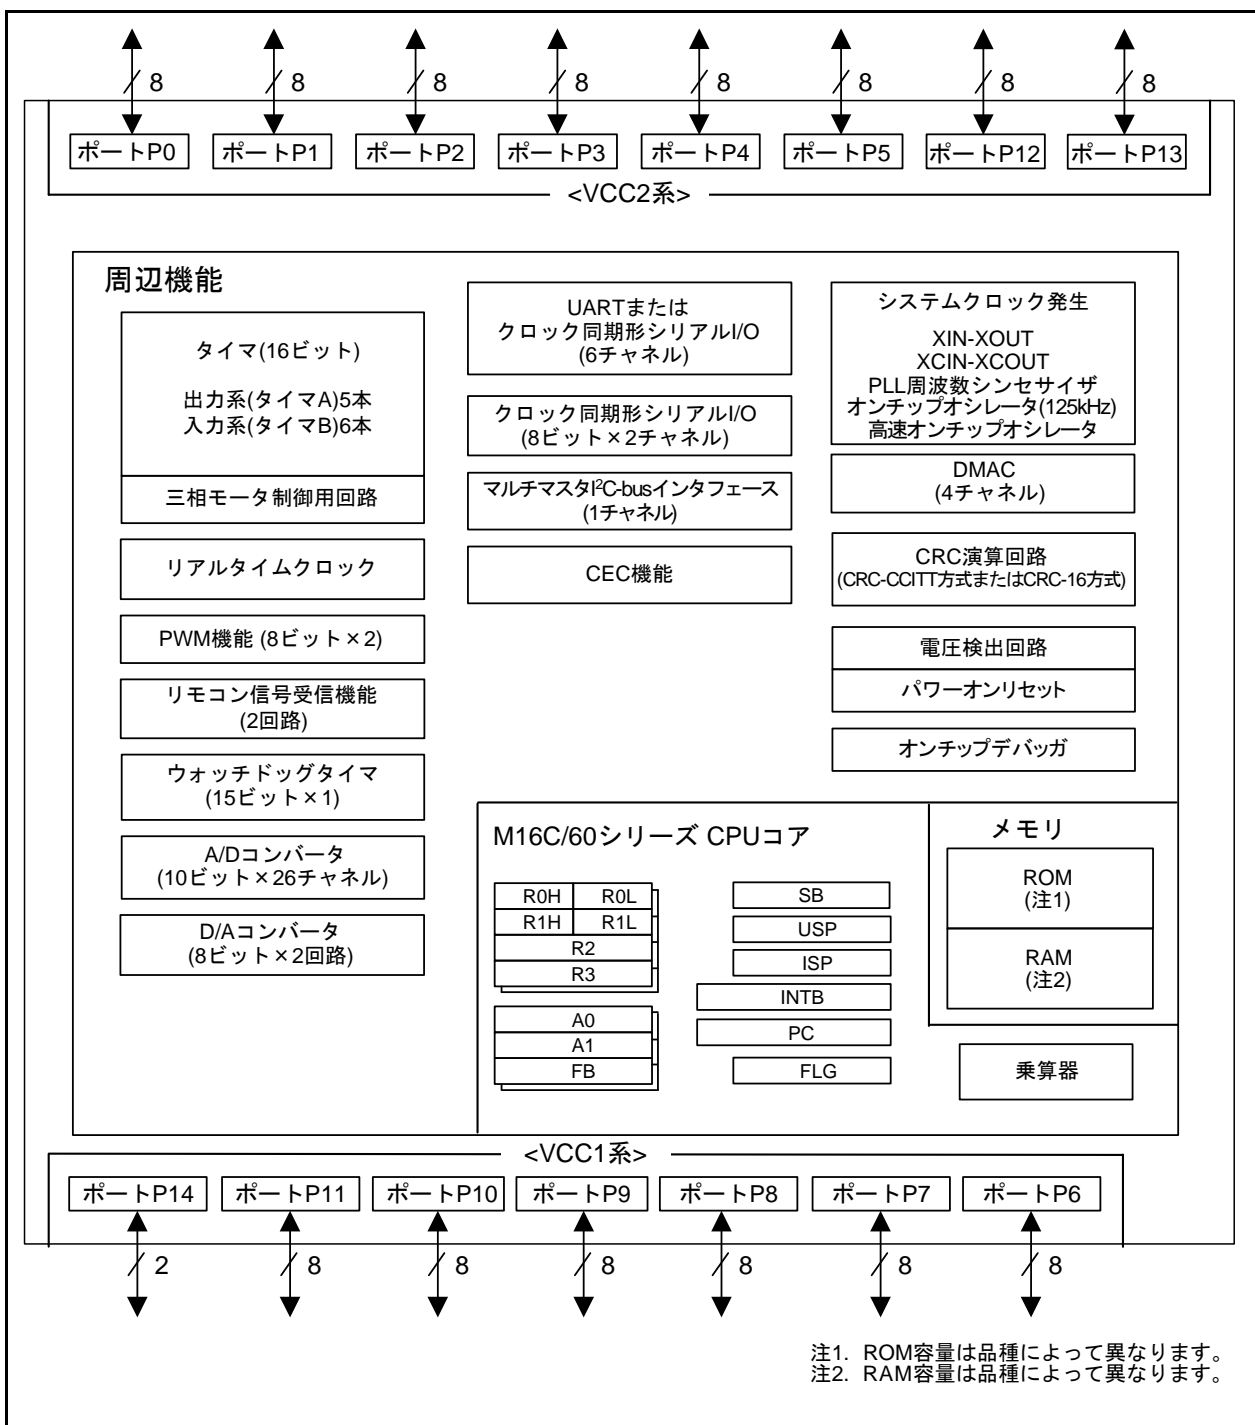 8 8 8 8 8 8 8 8
ポートP0 ポートP1 ポートP2 ポートP3 ポートP4 ポートP5 ポートP12 ポートP13
<VCC2系>
周辺機能
タイマ(16ビット)
出力系(タイマA)5本
入力系(タイマB)6本
三相モータ制御用回路
リアルタイムクロック
PWM機能 (8ビット×2)
リモコン信号受信機能
(2回路)
ウォッチドッグタイマ
(15ビット×1)
A/Dコンバータ
(10ビット×26チャネル)
D/Aコンバータ
(8ビット×2回路)
UARTまたは
クロック同期形シリアルI/O
(6チャネル)
クロック同期形シリアルI/O
(8ビット×2チャネル)
マルチマスタI²C-busインタフェース
(1チャネル)
CEC機能
システムクロック発生
XIN-XOUT
XCIN-XCOUT
PLL周波数シンセサイザ
オンチップオシレータ(125kHz)
高速オンチップオシレータ
DMAC
(4チャネル)
CRC演算回路
(CRC-CCITT方式またはCRC-16方式)
電圧検出回路
パワーオンリセット
オンチップデバッガ
M16C/60シリーズ CPUコア
R0H R0L
R1H R1L
R2
R3
A0
A1
FB
SB
USP
ISP
INTB
PC
FLG
メモリ
ROM
(注1)
RAM
(注2)
乗算器
<VCC1系>
ポートP14 ポートP11 ポートP10 ポートP9 ポートP8 ポートP7 ポートP6
2 8 8 8 8 8 8
注1. ROM容量は品種によって異なります。
注2. RAM容量は品種によって異なります。